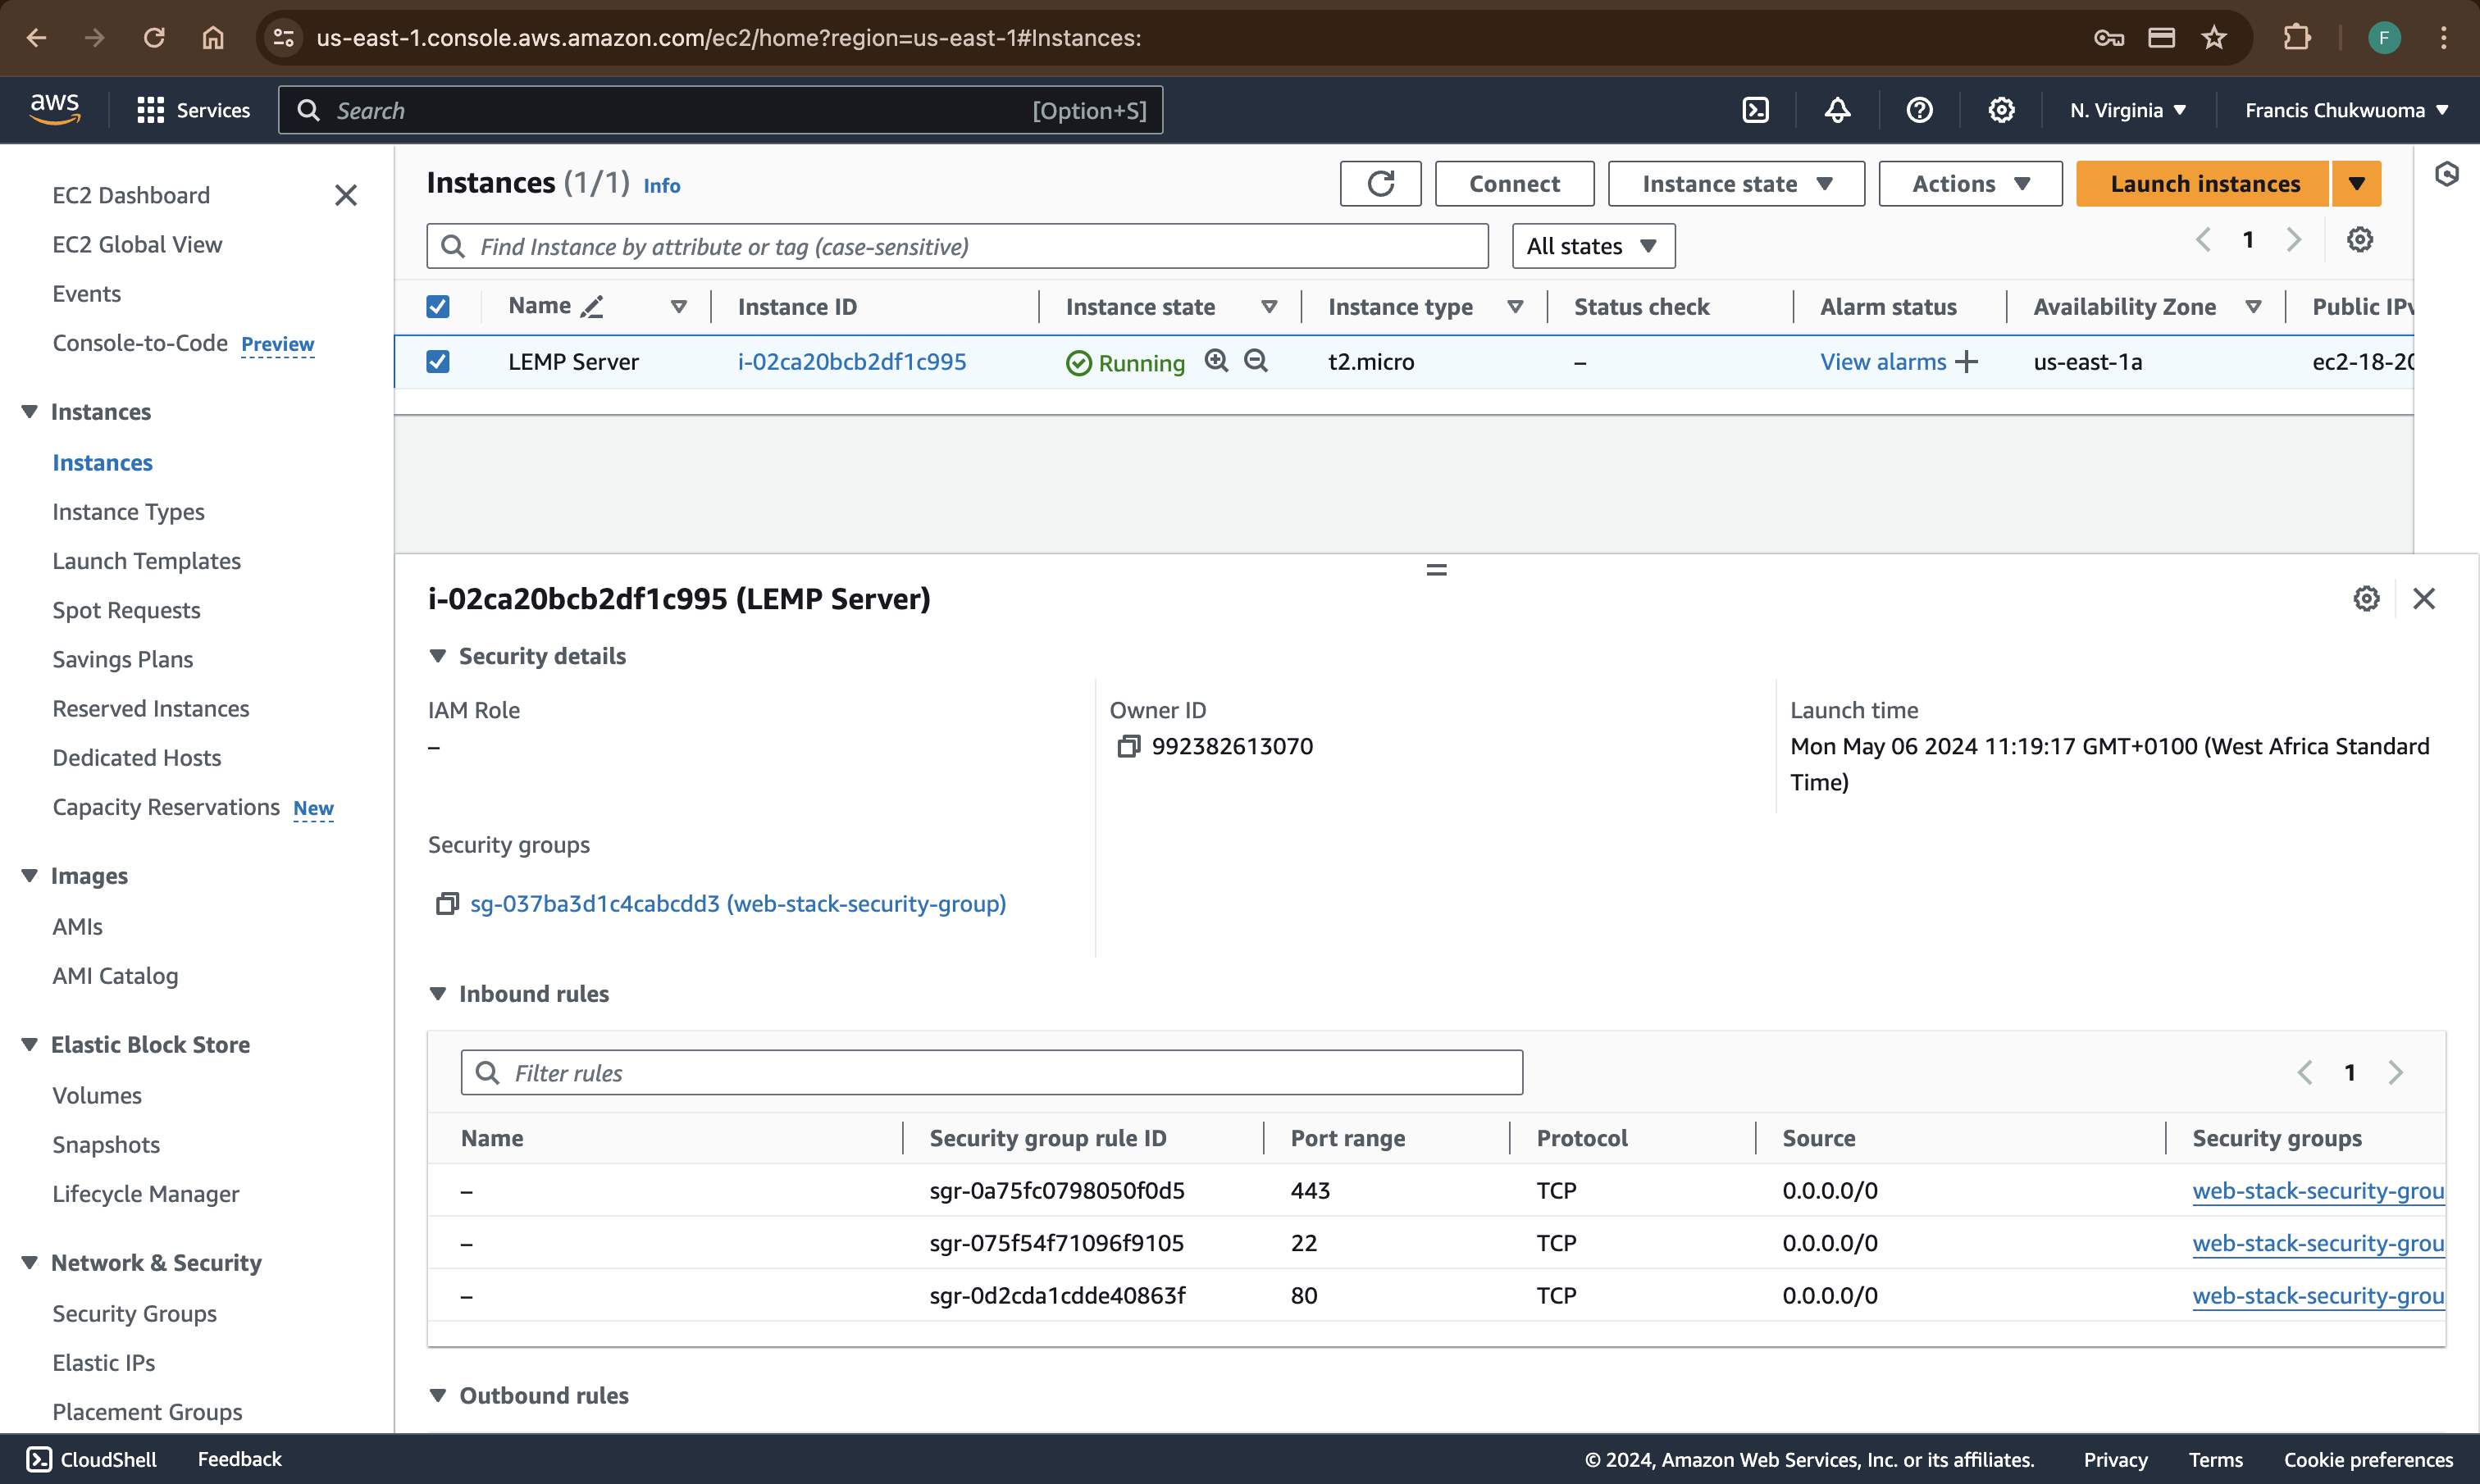 us-east-1.console.aws.amazon.com/ec2/home?region=us-east-1#Instances:
F
aws
Services
Search
[Option+S]
N. Virginia
Francis Chukwuoma
EC2 Dashboard
EC2 Global View
Events
Console-to-Code Preview
Instances
Instances
Instance Types
Launch Templates
Spot Requests
Savings Plans
Reserved Instances
Dedicated Hosts
Capacity Reservations New
Images
AMIs
AMI Catalog
Elastic Block Store
Volumes
Snapshots
Lifecycle Manager
Network & Security
Security Groups
Elastic IPs
Placement Groups
Instances (1/1) Info
Connect
Instance state
Actions
Launch instances
Find Instance by attribute or tag (case-sensitive)
All states
1
Name Instance ID Instance state Instance type Status check Alarm status Availability Zone Public IPv
LEMP Server i-02ca20bcb2df1c995 Running t2.micro – View alarms us-east-1a ec2-18-20
i-02ca20bcb2df1c995 (LEMP Server)
Security details
IAM Role
–
Owner ID
992382613070
Launch time
Mon May 06 2024 11:19:17 GMT+0100 (West Africa Standard
Time)
Security groups
sg-037ba3d1c4cabcdd3 (web-stack-security-group)
Inbound rules
Filter rules
1
Name Security group rule ID Port range Protocol Source Security groups
– sgr-0a75fc0798050f0d5 443 TCP 0.0.0.0/0 web-stack-security-grou
– sgr-075f54f71096f9105 22 TCP 0.0.0.0/0 web-stack-security-grou
– sgr-0d2cda1cdde40863f 80 TCP 0.0.0.0/0 web-stack-security-grou
Outbound rules
CloudShell
Feedback
© 2024, Amazon Web Services, Inc. or its affiliates.
Privacy
Terms
Cookie preferences